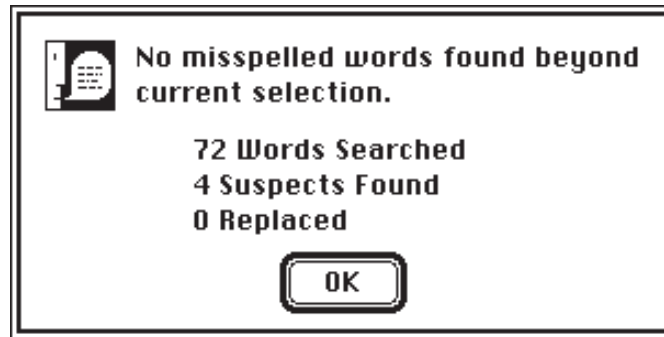 No misspelled words found beyond
current selection.
72 Words Searched
4 Suspects Found
0 Replaced
OK